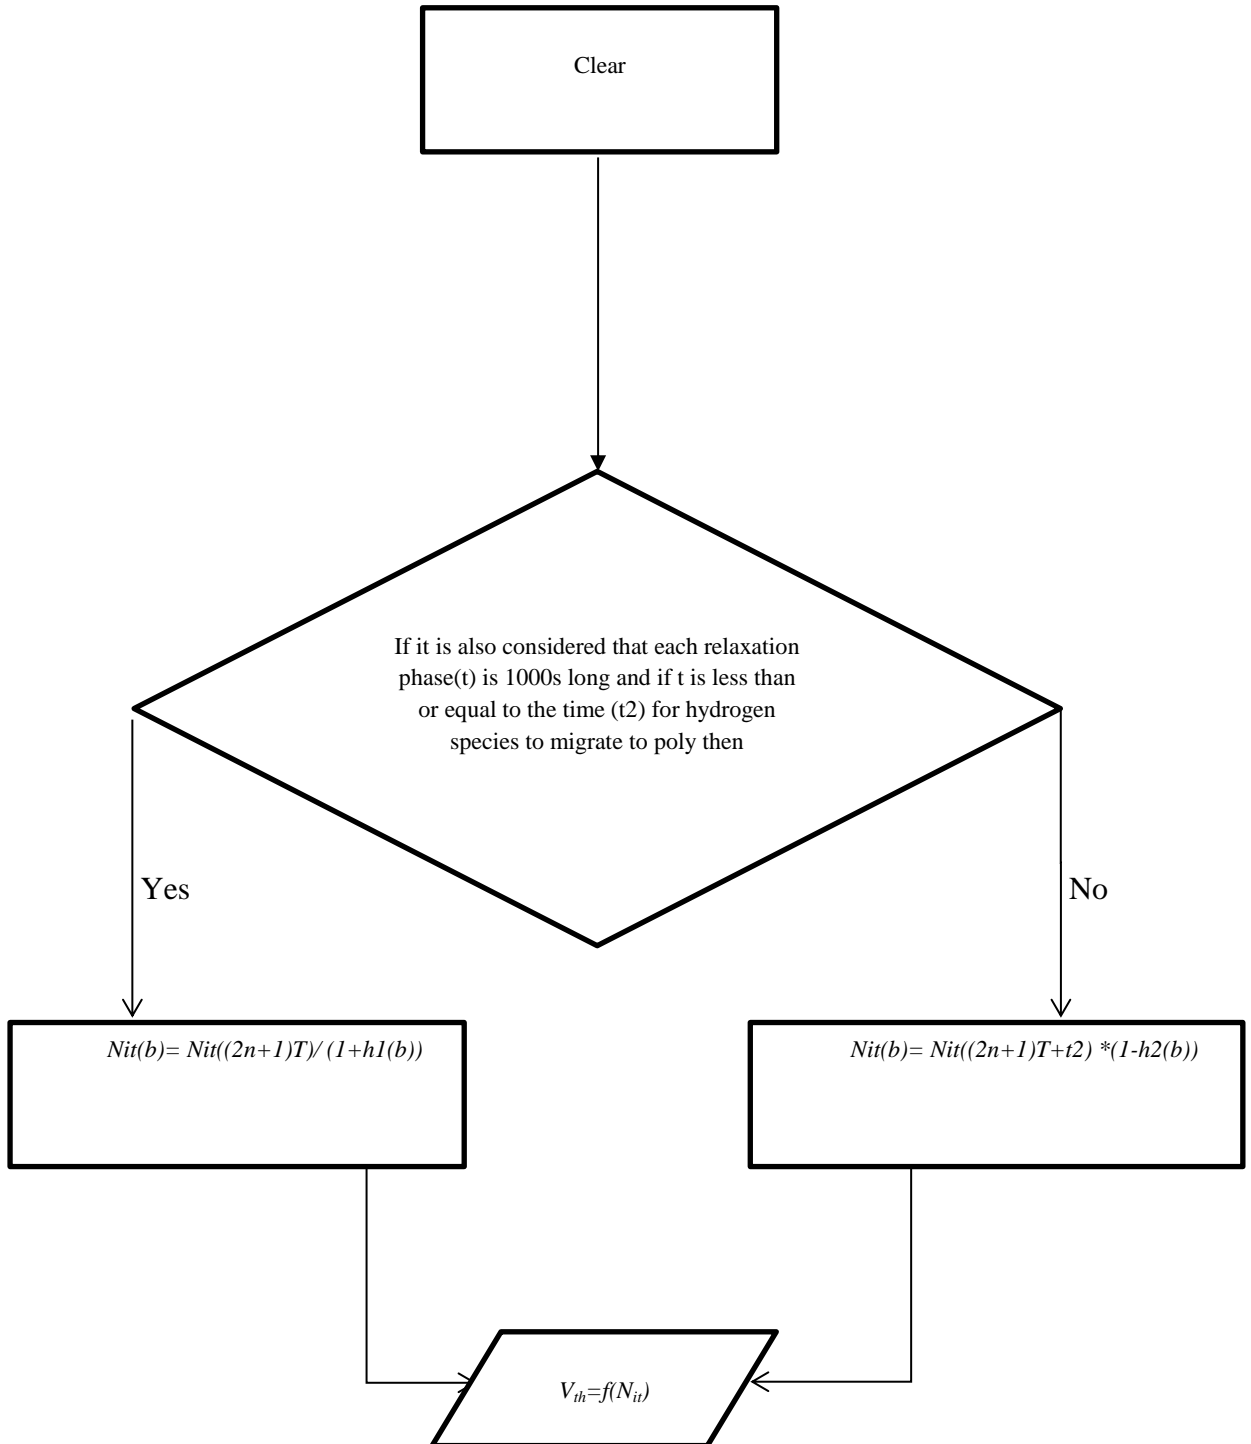 Clear
If it is also considered that each relaxation
phase(t) is 1000s long and if t is less than
or equal to the time (t2) for hydrogen
species to migrate to poly then
Yes
No
Nit(b)= Nit((2n+1)T)/ (1+h1(b))
Nit(b)= Nit((2n+1)T+t2) *(1-h2(b))
Vth=f(Nit)